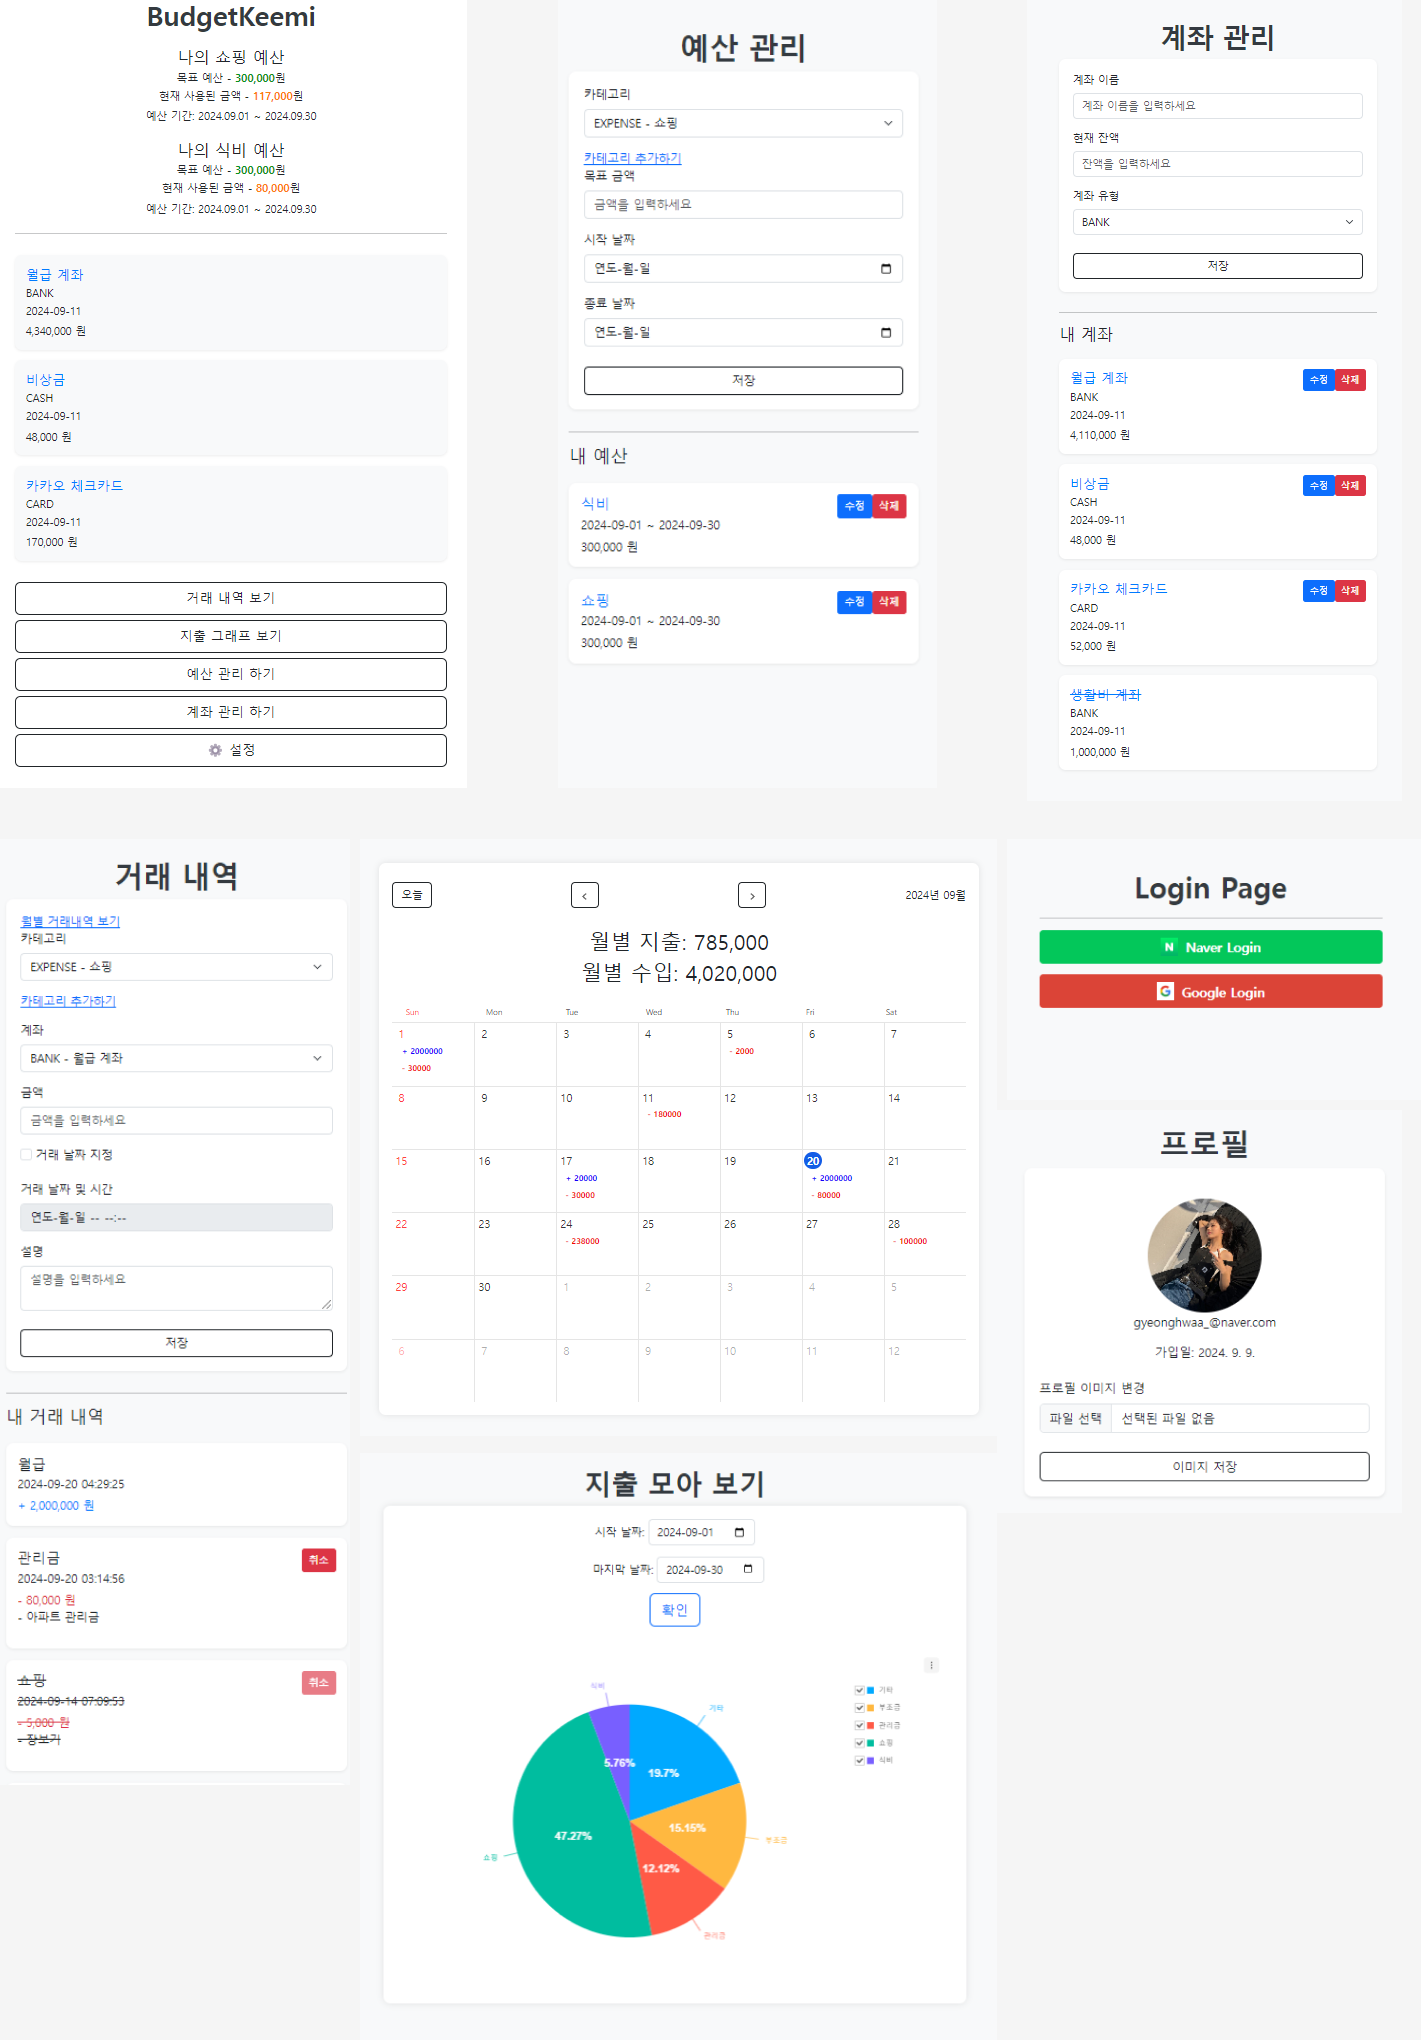 BudgetKeemi
나의 쇼핑 예산
목표 예산 - 300,000원
현재 사용된 금액 - 117,000원
예산 기간: 2024.09.01 ~ 2024.09.30
나의 식비 예산
목표 예산 - 300,000원
현재 사용된 금액 - 80,000원
예산 기간: 2024.09.01 ~ 2024.09.30
월급 계좌
BANK
2024-09-11
4,340,000 원
비상금
CASH
2024-09-11
48,000 원
카카오 체크카드
CARD
2024-09-11
170,000 원
거래 내역 보기
지출 그래프 보기
예산 관리 하기
계좌 관리 하기
설정
예산 관리
카테고리
EXPENSE - 쇼핑
카테고리 추가하기
목표 금액
금액을 입력하세요
시작 날짜
연도-월-일
종료 날짜
연도-월-일
저장
내 예산
식비
수정 삭제
2024-09-01 ~ 2024-09-30
300,000 원
쇼핑
수정 삭제
2024-09-01 ~ 2024-09-30
300,000 원
계좌 관리
계좌 이름
계좌 이름을 입력하세요
현재 잔액
잔액을 입력하세요
계좌 유형
BANK
저장
내 계좌
월급 계좌
수정 삭제
BANK
2024-09-11
4,110,000 원
비상금
수정 삭제
CASH
2024-09-11
48,000 원
카카오 체크카드
수정 삭제
CARD
2024-09-11
52,000 원
생활비 계좌
BANK
2024-09-11
1,000,000 원
거래 내역
월별 거래내역 보기
카테고리
EXPENSE - 쇼핑
카테고리 추가하기
계좌
BANK - 월급 계좌
금액
금액을 입력하세요
거래 날짜 지정
거래 날짜 및 시간
연도-월-일 -- --:--
설명
설명을 입력하세요
저장
내 거래 내역
월급
2024-09-20 04:29:25
+ 2,000,000 원
관리금
취소
2024-09-20 03:14:56
- 80,000 원
- 아파트 관리금
쇼핑
취소
2024-09-14 07:09:53
- 5,000 원
- 장보기
오늘 < > 2024년 09월
월별 지출: 785,000
월별 수입: 4,020,000
Sun Mon Tue Wed Thu Fri Sat
1 2 3 4 5 6 7
+ 2000000 - 2000
- 30000
8 9 10 11 12 13 14
- 180000
15 16 17 18 19 20 21
+ 20000 + 2000000
- 30000 - 80000
22 23 24 25 26 27 28
- 238000 - 100000
29 30 1 2 3 4 5
6 7 8 9 10 11 12
지출 모아 보기
시작 날짜: 2024-09-01
마지막 날짜: 2024-09-30
확인
기타
부조금
관리금
쇼핑
식비
식비
기타
5.76%
19.7%
15.15%
47.27%
부조금
쇼핑
12.12%
관리금
Login Page
N Naver Login
G Google Login
프로필
gyeonghwaa_@naver.com
가입일: 2024. 9. 9.
프로필 이미지 변경
파일 선택 선택된 파일 없음
이미지 저장